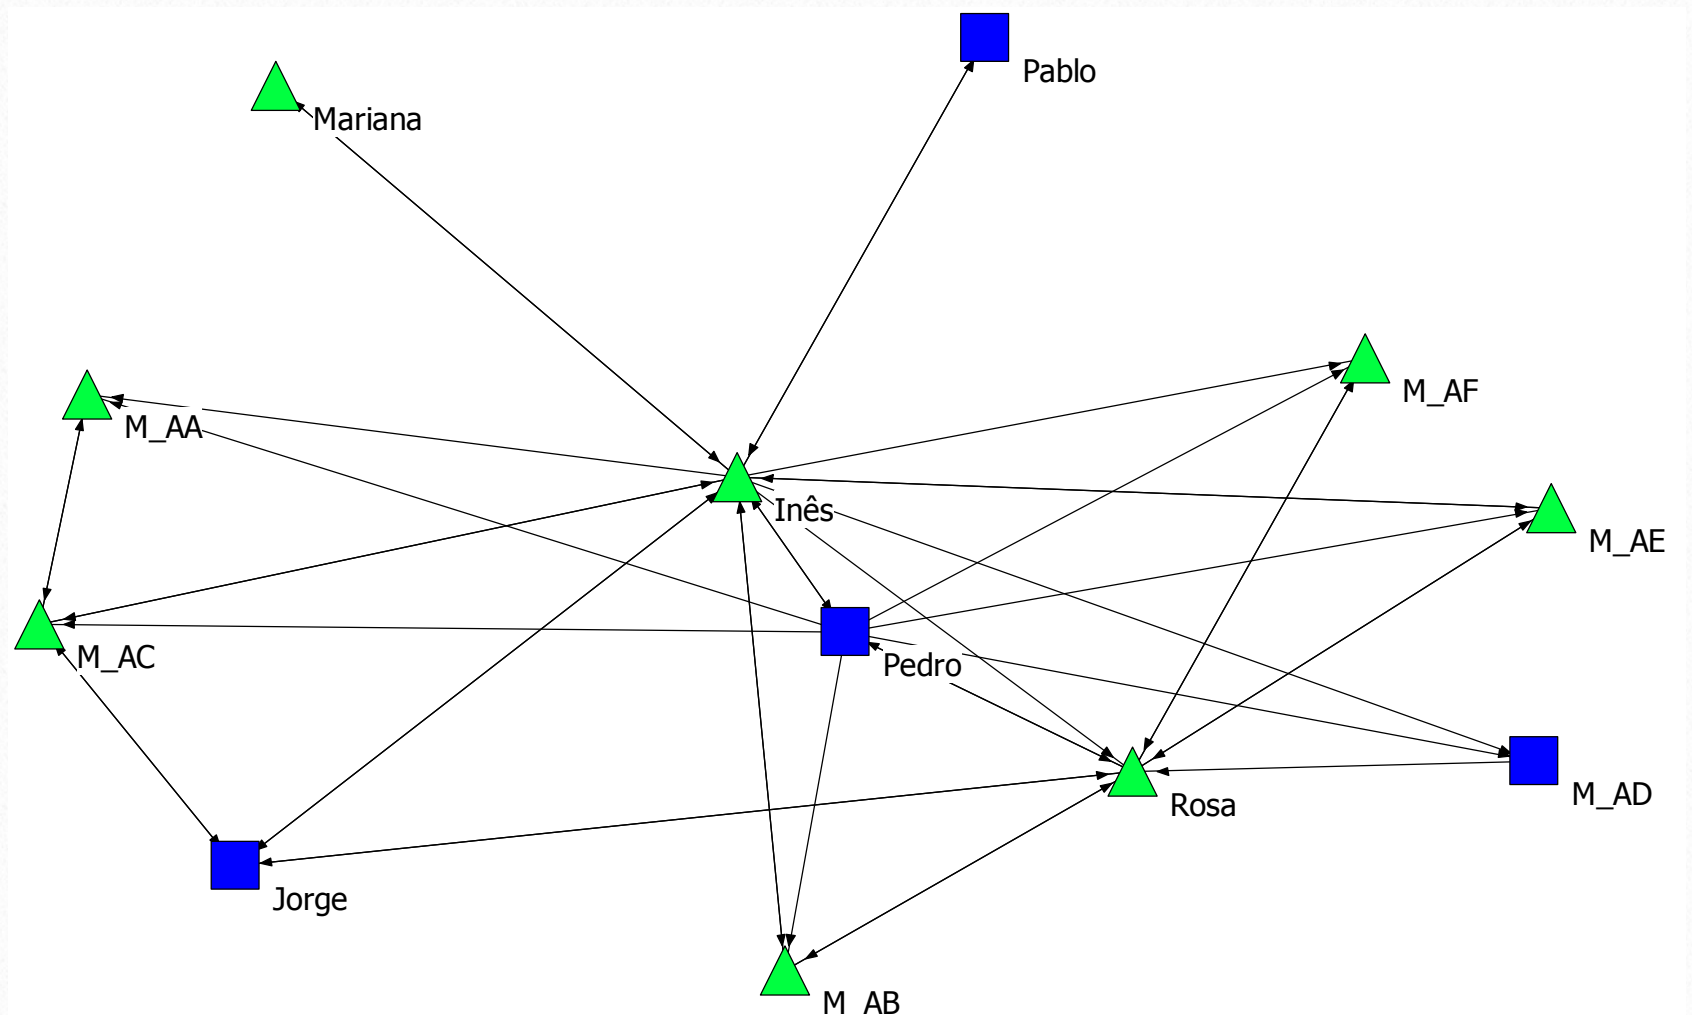 Pablo
Mariana
M_AF
M_AA
Inês
M_AE
M_AC
Pedro
M_AD
Rosa
Jorge
M_AB